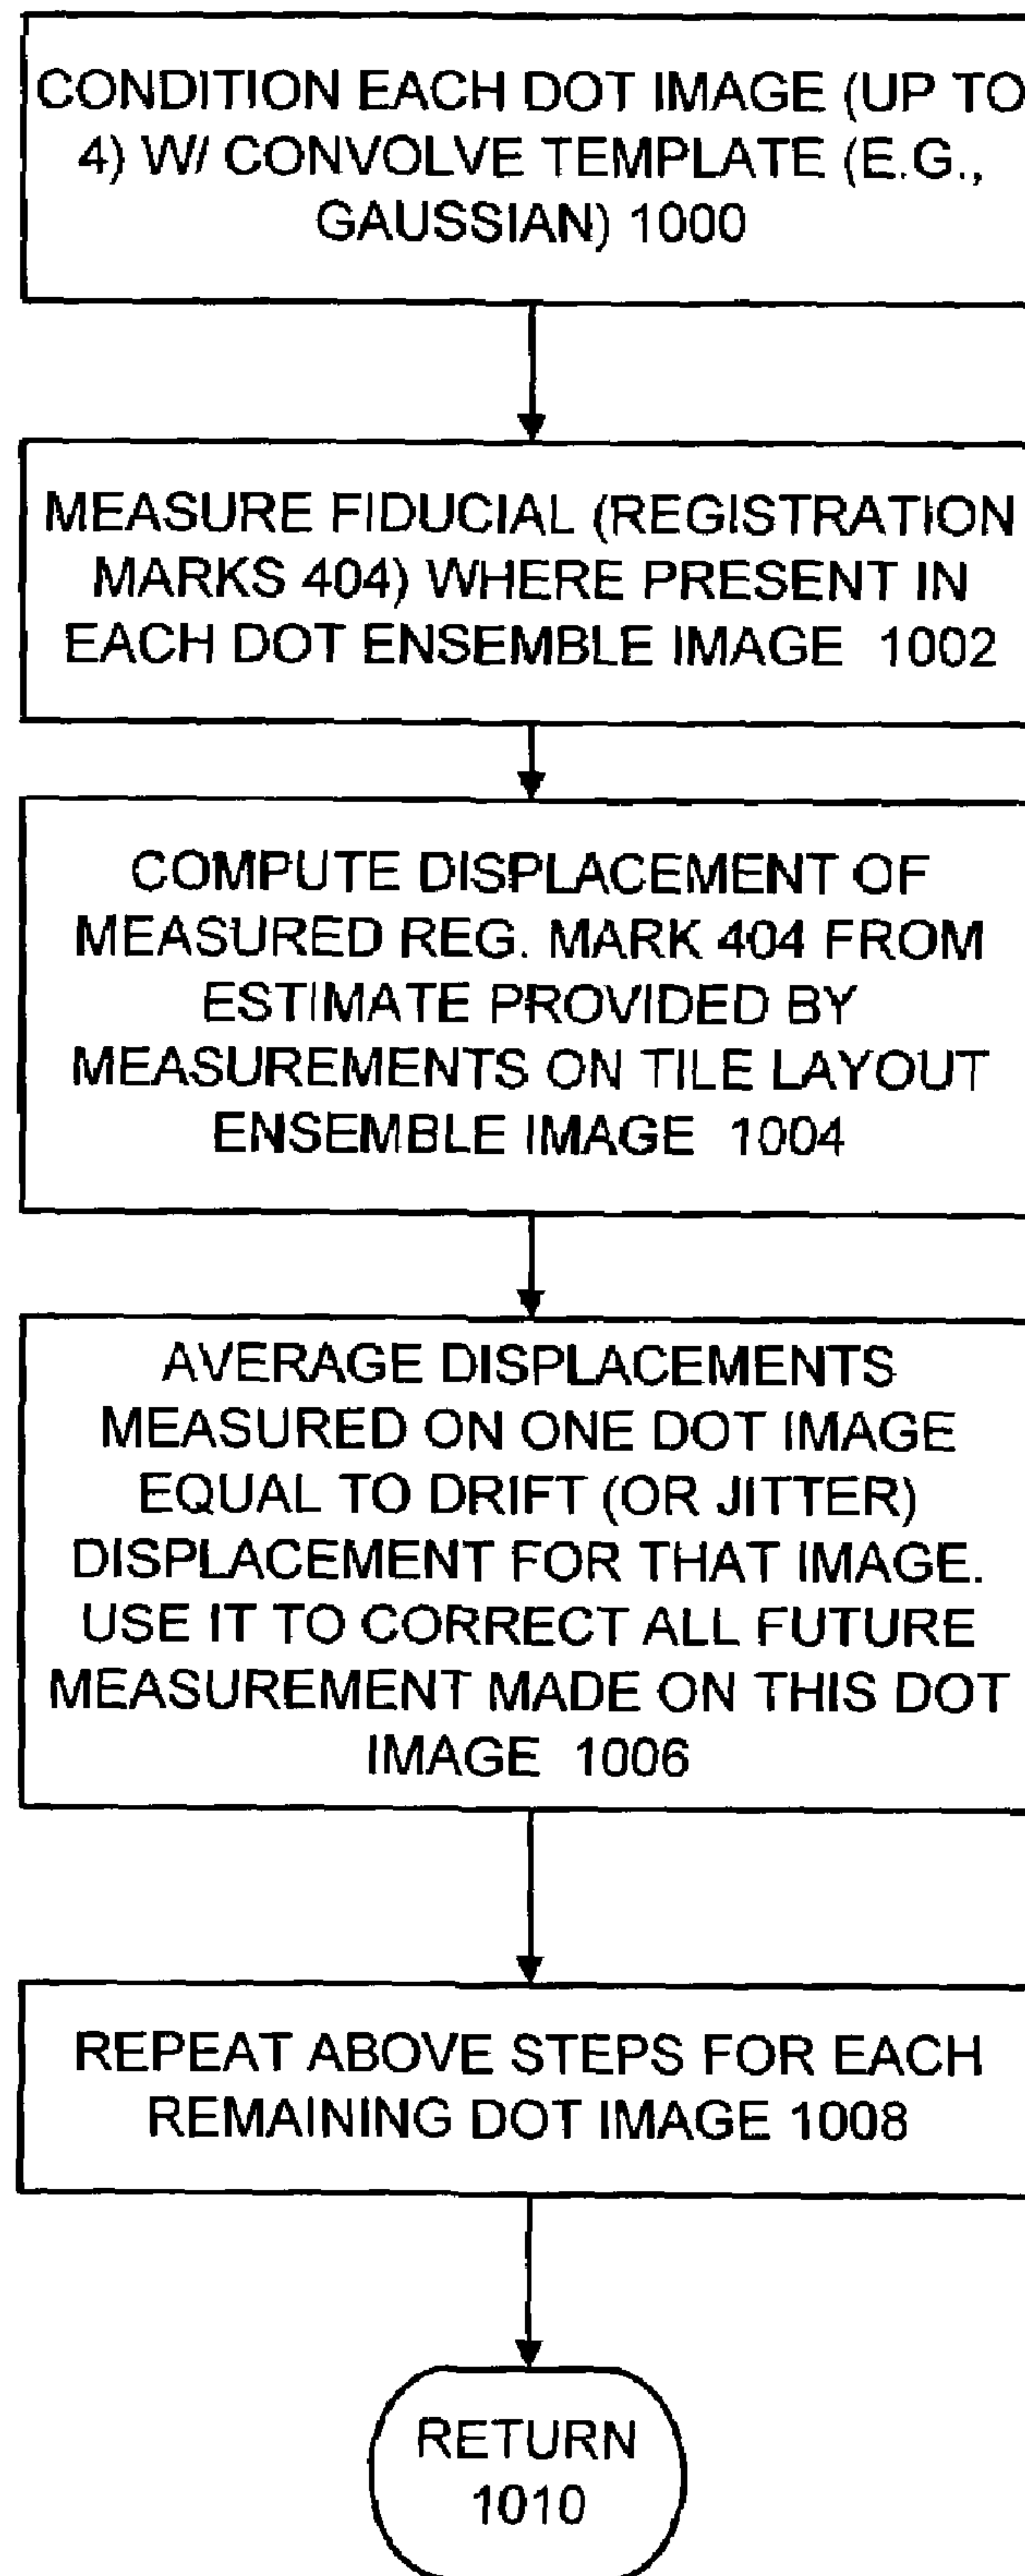 CONDITION EACH DOT IMAGE (UP TO
4) W/ CONVOLVE TEMPLATE (E.G.,
GAUSSIAN) 1000
MEASURE FIDUCIAL (REGISTRATION
MARKS 404) WHERE PRESENT IN
EACH DOT ENSEMBLE IMAGE 1002
COMPUTE DISPLACEMENT OF
MEASURED REG. MARK 404 FROM
ESTIMATE PROVIDED BY
MEASUREMENTS ON TILE LAYOUT
ENSEMBLE IMAGE 1004
AVERAGE DISPLACEMENTS
MEASURED ON ONE DOT IMAGE
EQUAL TO DRIFT (OR JITTER)
DISPLACEMENT FOR THAT IMAGE.
USE IT TO CORRECT ALL FUTURE
MEASUREMENT MADE ON THIS DOT
IMAGE 1006
REPEAT ABOVE STEPS FOR EACH
REMAINING DOT IMAGE 1008
RETURN
1010